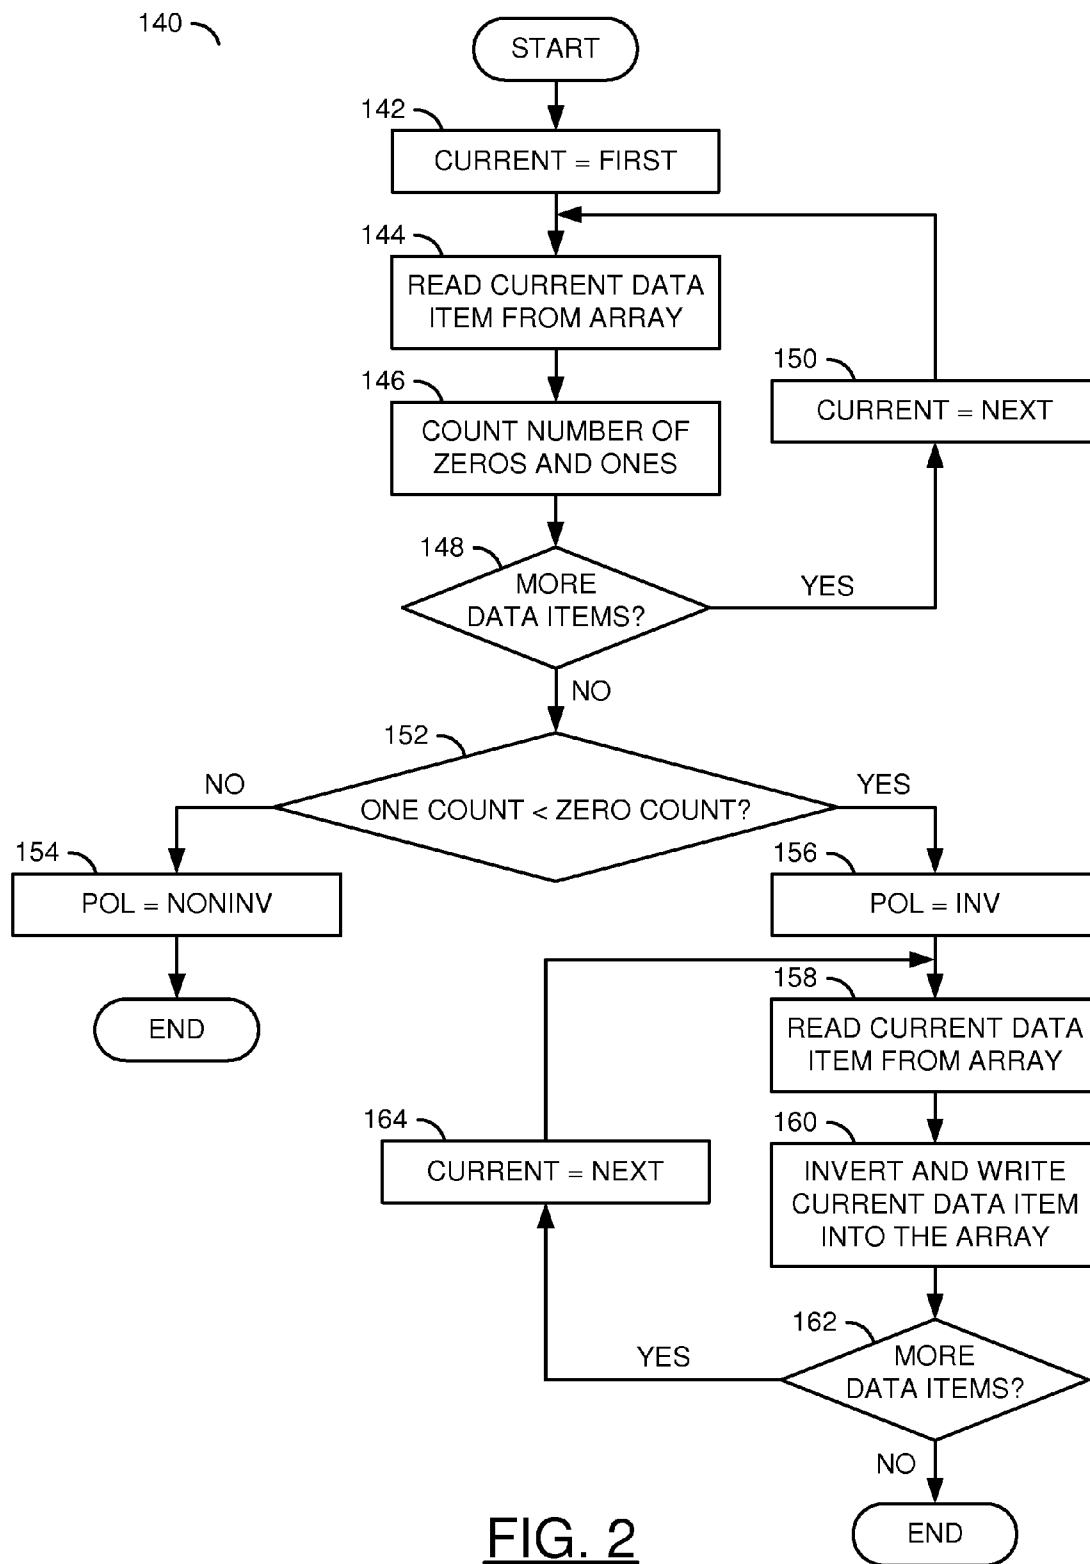 140
START
142
CURRENT = FIRST
144
READ CURRENT DATA
ITEM FROM ARRAY
150
CURRENT = NEXT
146
COUNT NUMBER OF
ZEROS AND ONES
148
MORE
DATA ITEMS?
YES
NO
152
ONE COUNT < ZERO COUNT?
NO
YES
154
POL = NONINV
END
156
POL = INV
158
READ CURRENT DATA
ITEM FROM ARRAY
164
CURRENT = NEXT
160
INVERT AND WRITE
CURRENT DATA ITEM
INTO THE ARRAY
162
MORE
DATA ITEMS?
YES
NO
END
FIG. 2